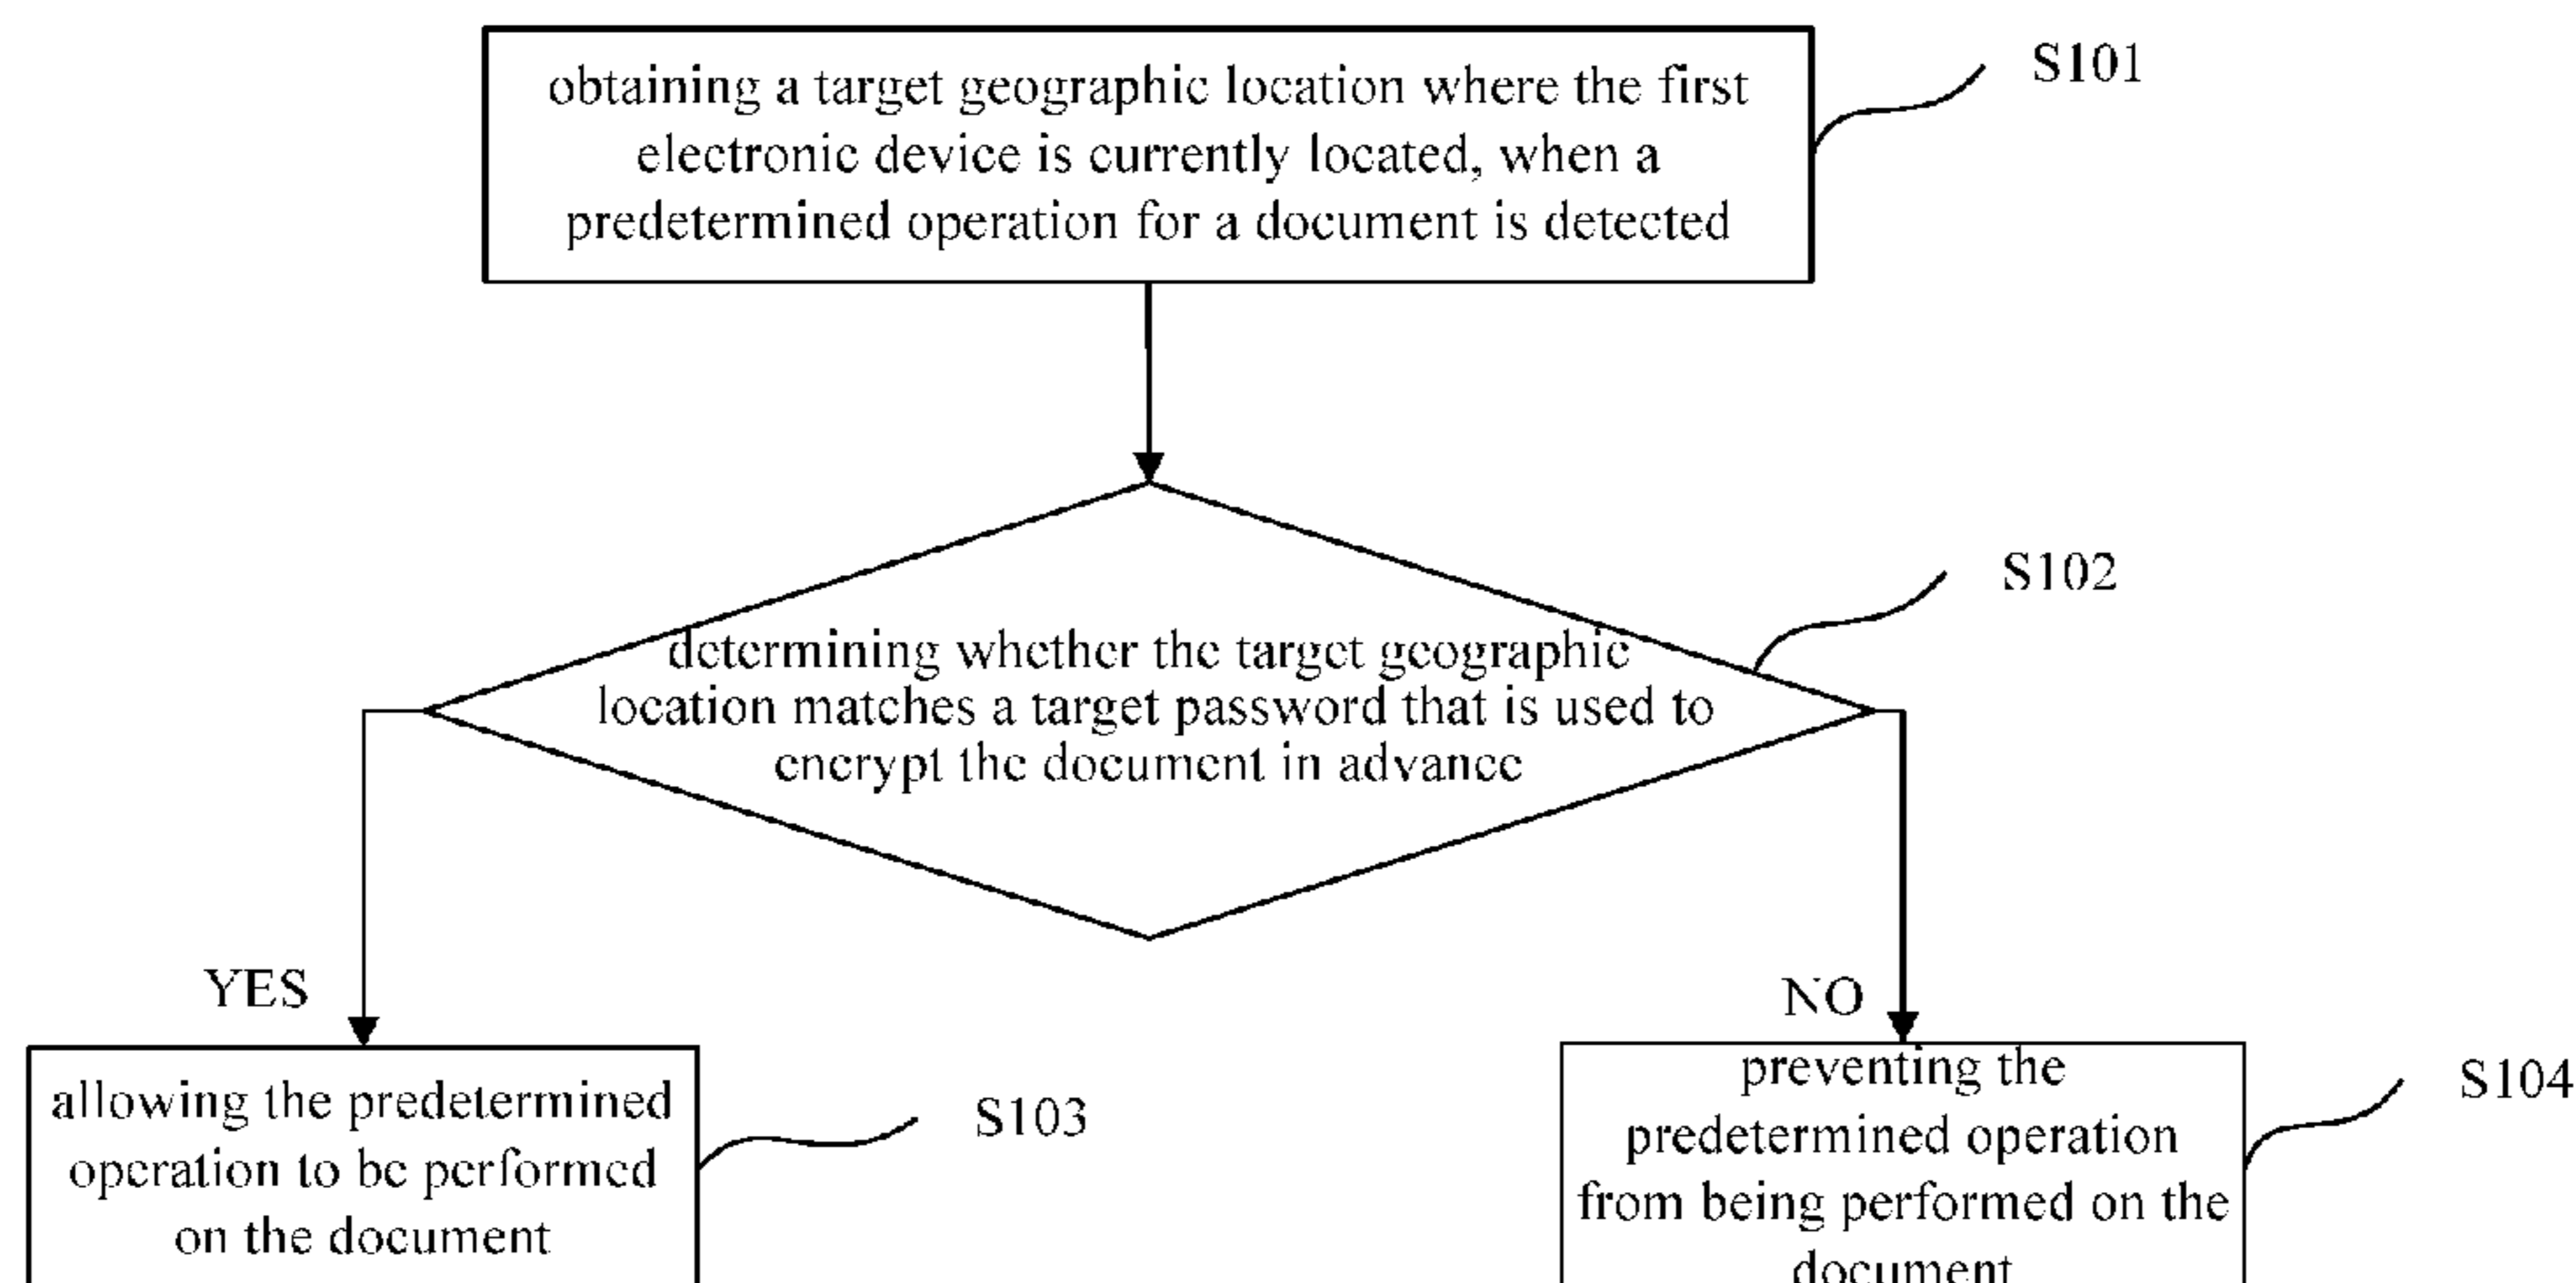 obtaining a target geographic location where the first
electronic device is currently located, when a
predetermined operation for a document is detected
S101
determining whether the target geographic
location matches a target password that is used to
encrypt the document in advance
S102
YES
NO
allowing the predetermined
operation to be performed
on the document
S103
preventing the
predetermined operation
from being performed on the
document
S104